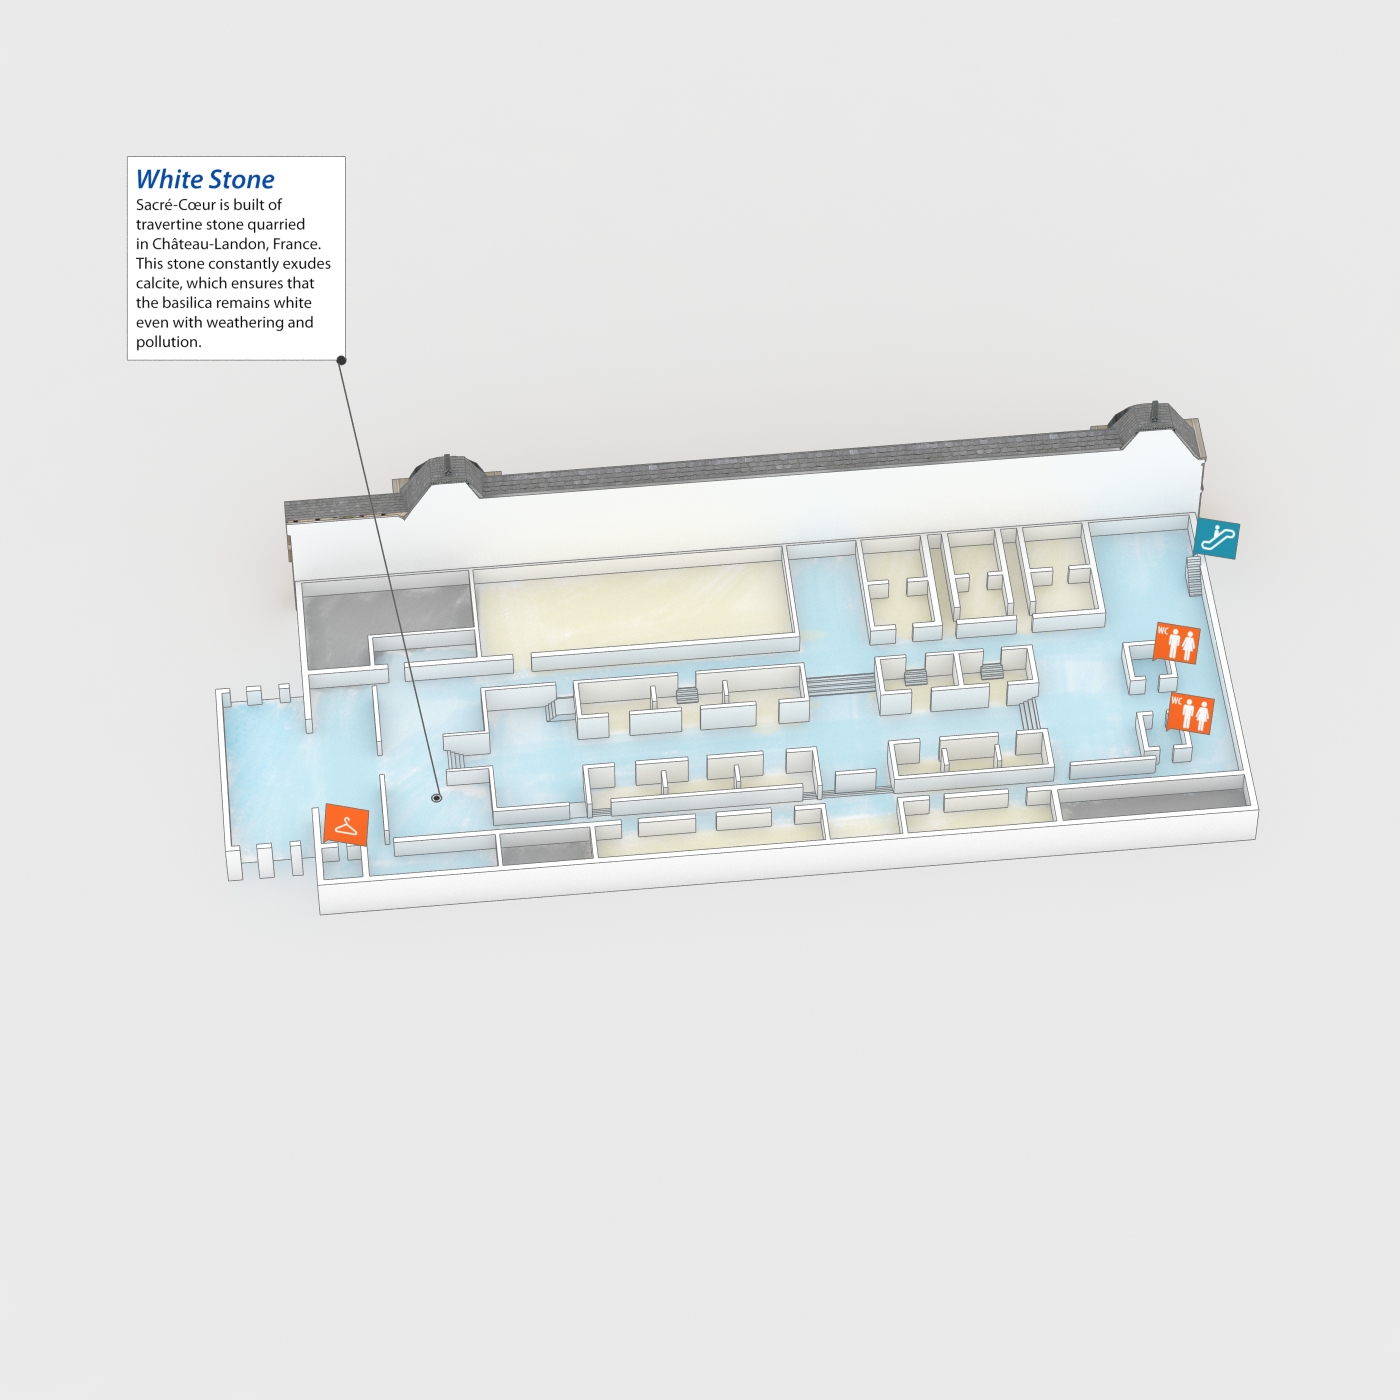 White Stone
Sacré-Cœur is built of
travertine stone quarried
in Château-Landon, France.
This stone constantly exudes
calcite, which ensures that
the basilica remains white
even with weathering and
pollution.
WC
WC